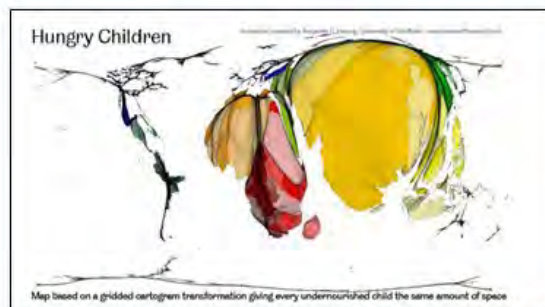 Hungry Children
Map based on a gridded cartogram transformation giving every undernourished child the same amount of space